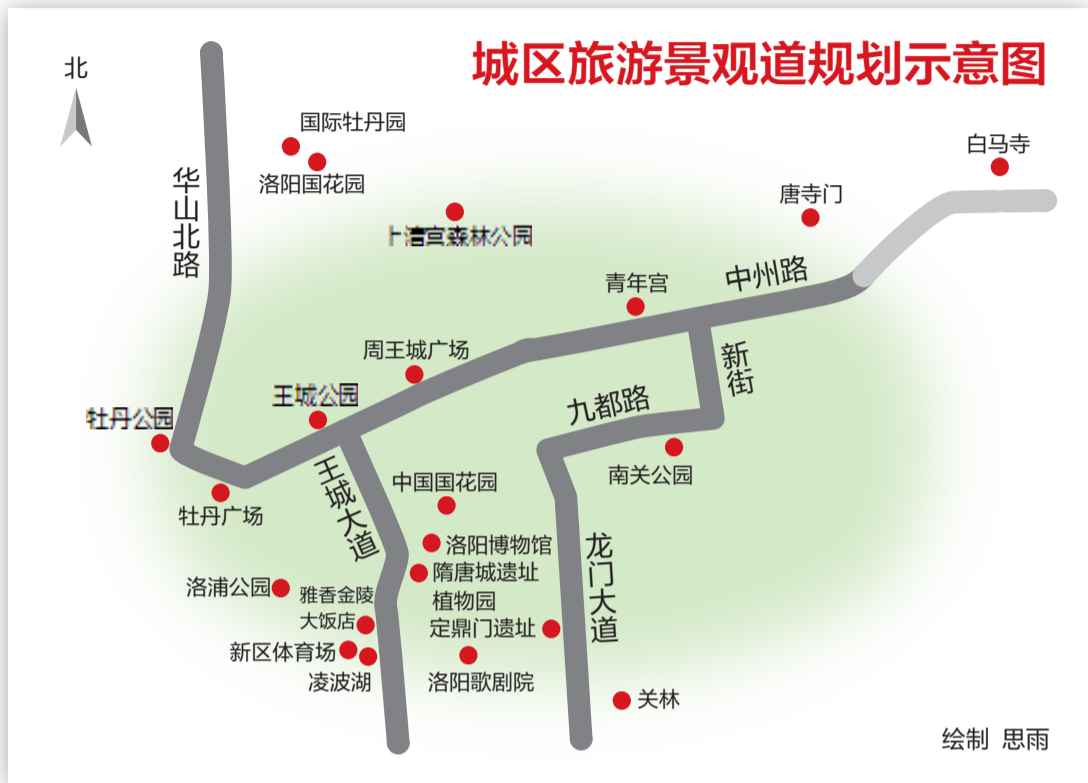 城区旅游景观道规划示意图
北
国际牡丹园
洛阳国花园
上清宫森林公园
白马寺
唐寺门
华山北路
中州路
青年宫
新街
周王城广场
王城公园
九都路
牡丹公园
南关公园
牡丹广场
王城大道
中国国花园
洛阳博物馆
隋唐城遗址
植物园
龙门大道
洛浦公园
雅香金陵
大饭店
定鼎门遗址
新区体育场
凌波湖
洛阳歌剧院
关林
绘制 思雨